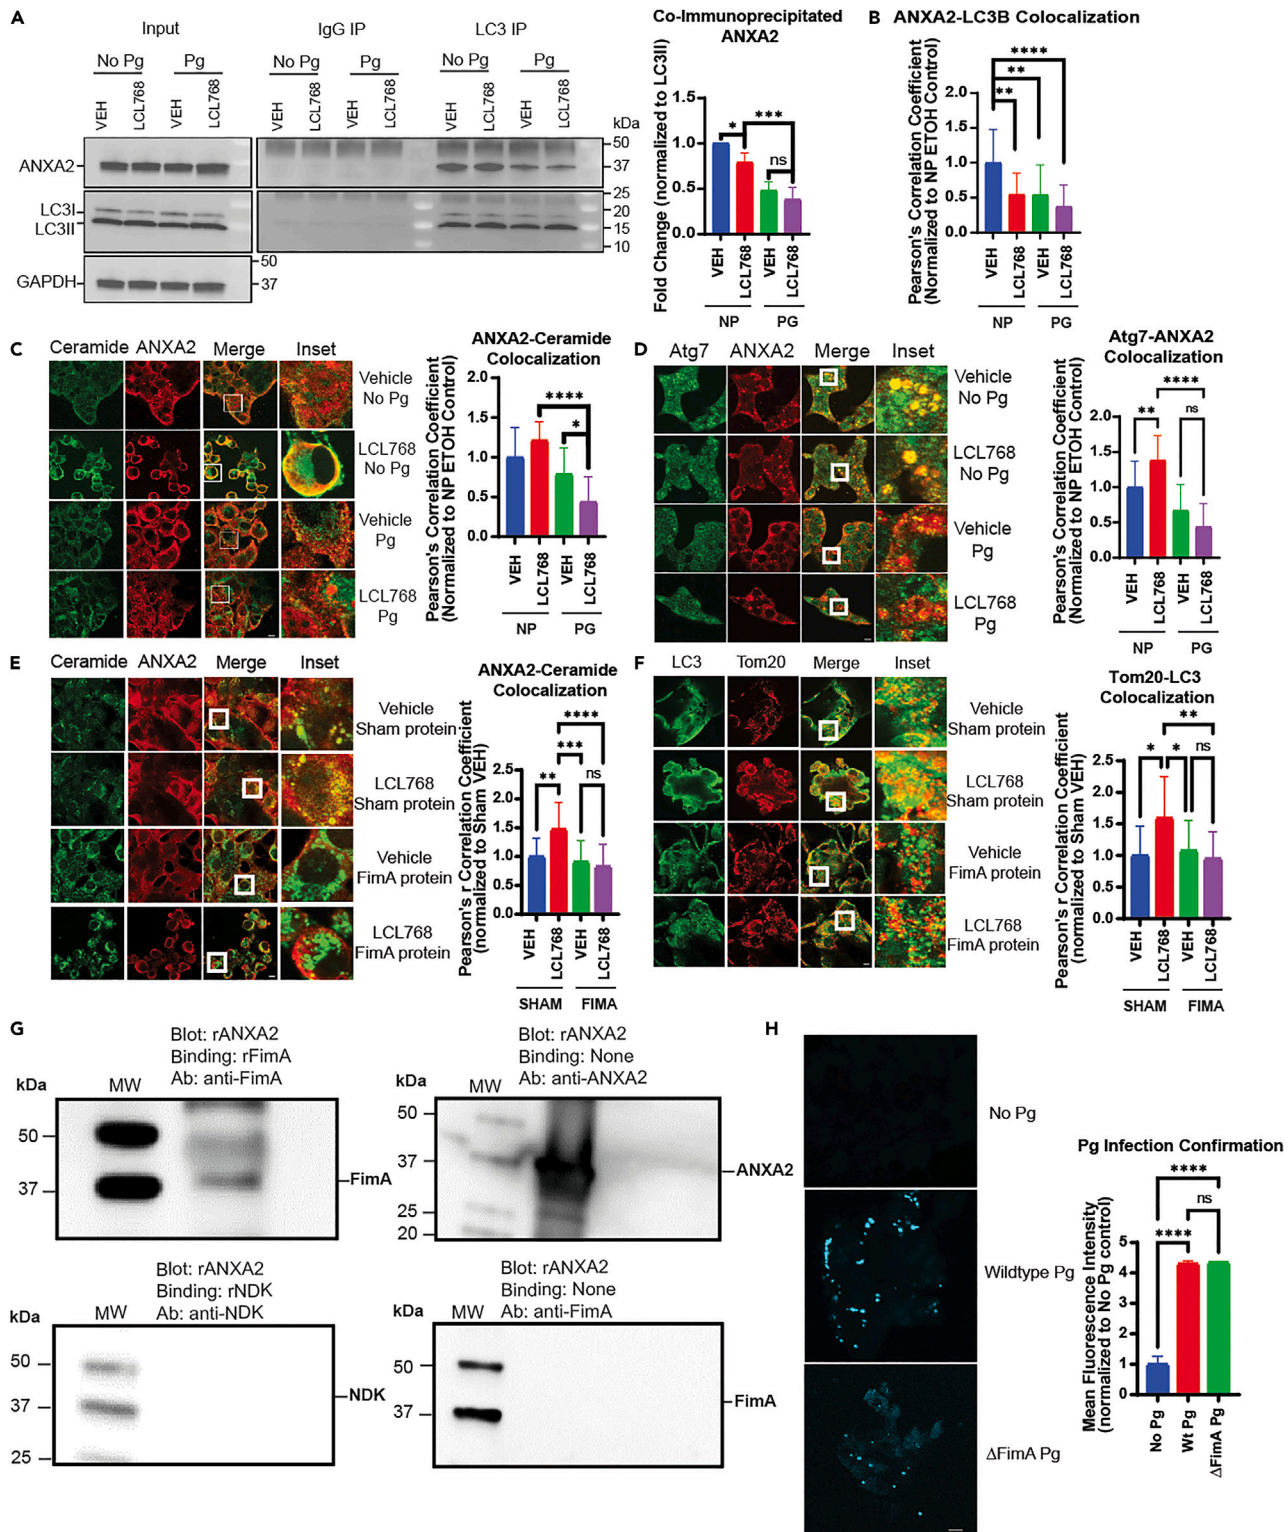 A
Input
IgG IP
LC3 IP
No Pg
Pg
No Pg
Pg
No Pg
Pg
VEH
LCL768
VEH
LCL768
VEH
LCL768
VEH
LCL768
VEH
LCL768
VEH
LCL768
kDa
ANXA2
50
37
LC3I
LC3II
25
20
15
10
GAPDH
50
37
Co-Immunoprecipitated
ANXA2
Fold Change (normalized to LC3II)
1.5
1.0
0.5
0.0
*
***
ns
VEH
LCL768
VEH
LCL768
NP
PG
B
ANXA2-LC3B Colocalization
Pearson's Correlation Coefficient
(Normalized to NP ETOH Control)
2.0
1.5
1.0
0.5
0.0
****
**
**
VEH
LCL768
VEH
LCL768
NP
PG
C
Ceramide
ANXA2
Merge
Inset
Vehicle
No Pg
LCL768
No Pg
Vehicle
Pg
LCL768
Pg
ANXA2-Ceramide
Colocalization
Pearson's Correlation Coefficient
(Normalized to NP ETOH Control)
2.0
1.5
1.0
0.5
0.0
****
*
VEH
LCL768
VEH
LCL768
NP
PG
D
Atg7
ANXA2
Merge
Inset
Vehicle
No Pg
LCL768
No Pg
Vehicle
Pg
LCL768
Pg
Atg7-ANXA2
Colocalization
Pearson's Correlation Coefficient
(Normalized to NP ETOH Control)
2.0
1.5
1.0
0.5
0.0
****
**
ns
VEH
LCL768
VEH
LCL768
NP
PG
E
Ceramide
ANXA2
Merge
Inset
Vehicle
Sham protein
LCL768
Sham protein
Vehicle
FimA protein
LCL768
FimA protein
ANXA2-Ceramide
Colocalization
Pearson's r Correlation Coefficient
(normalized to Sham VEH)
2.5
2.0
1.5
1.0
0.5
0.0
****
***
**
ns
VEH
LCL768
VEH
LCL768
SHAM
FIMA
F
LC3
Tom20
Merge
Inset
Vehicle
Sham protein
LCL768
Sham protein
Vehicle
FimA protein
LCL768
FimA protein
Tom20-LC3
Colocalization
Pearson's r Correlation Coefficient
(normalized to Sham VEH)
2.5
2.0
1.5
1.0
0.5
0.0
**
*
*
ns
VEH
LCL768
VEH
LCL768
SHAM
FIMA
G
Blot: rANXA2
Binding: rFimA
Ab: anti-FimA
kDa
MW
50
37
FimA
Blot: rANXA2
Binding: None
Ab: anti-ANXA2
kDa
MW
50
37
25
20
ANXA2
Blot: rANXA2
Binding: rNDK
Ab: anti-NDK
kDa
MW
50
37
25
NDK
Blot: rANXA2
Binding: None
Ab: anti-FimA
kDa
MW
50
37
FimA
H
No Pg
Wildtype Pg
ΔFimA Pg
Pg Infection Confirmation
Mean Fluorescence Intensity
(normalized to No Pg control)
5
4
3
2
1
0
****
ns
****
No Pg
Wt Pg
ΔFimA Pg